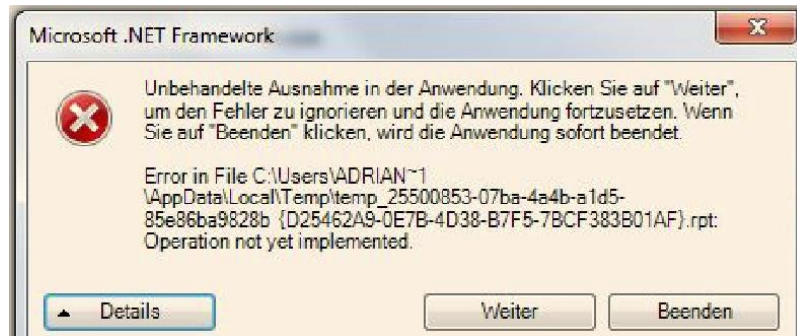 Microsoft .NET Framework
Unbehandelte Ausnahme in der Anwendung. Klicken Sie auf "Weiter",
um den Fehler zu ignorieren und die Anwendung fortzusetzen. Wenn
Sie auf "Beenden" klicken, wird die Anwendung sofort beendet.
Error in File C:\Users\ADRIAN~1
\AppData\Local\Temp\temp_25500853-07ba-4a4b-a1d5-
85e86ba9828b {D25462A9-0E7B-4D38-B7F5-7BCF383B01AF}.rpt:
Operation not yet implemented.
Details Weiter Beenden